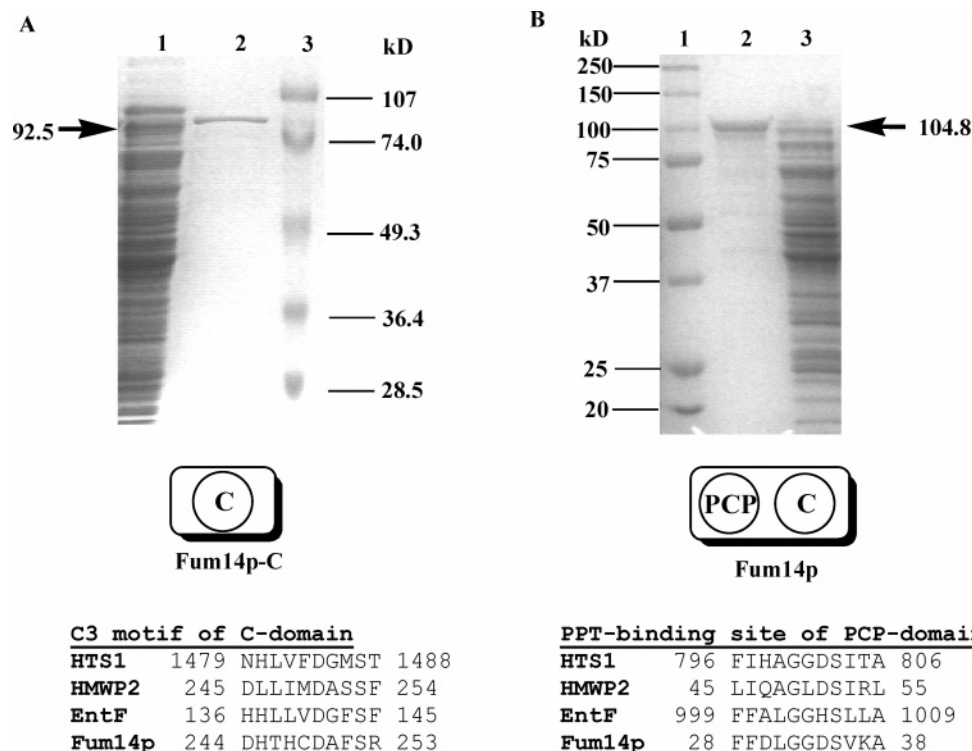 A
B
1 2 3 kD
kD 1 2 3
92.5
107
74.0
49.3
36.4
28.5
250
150
100
75
50
37
25
20
104.8
C
Fum14p-C
PCP C
Fum14p
C3 motif of C-domain
HTS1 1479 NHLVFDGMST 1488
HMWP2 245 DLLIMDASSF 254
EntF 136 HHLLVDGFSF 145
Fum14p 244 DHTHCDAFSR 253
PPT-binding site of PCP-domain
HTS1 796 FIHAGGDSITA 806
HMWP2 45 LIQAGLDSIRL 55
EntF 999 FFALGGHSLLA 1009
Fum14p 28 FFDLGGDSVKA 38